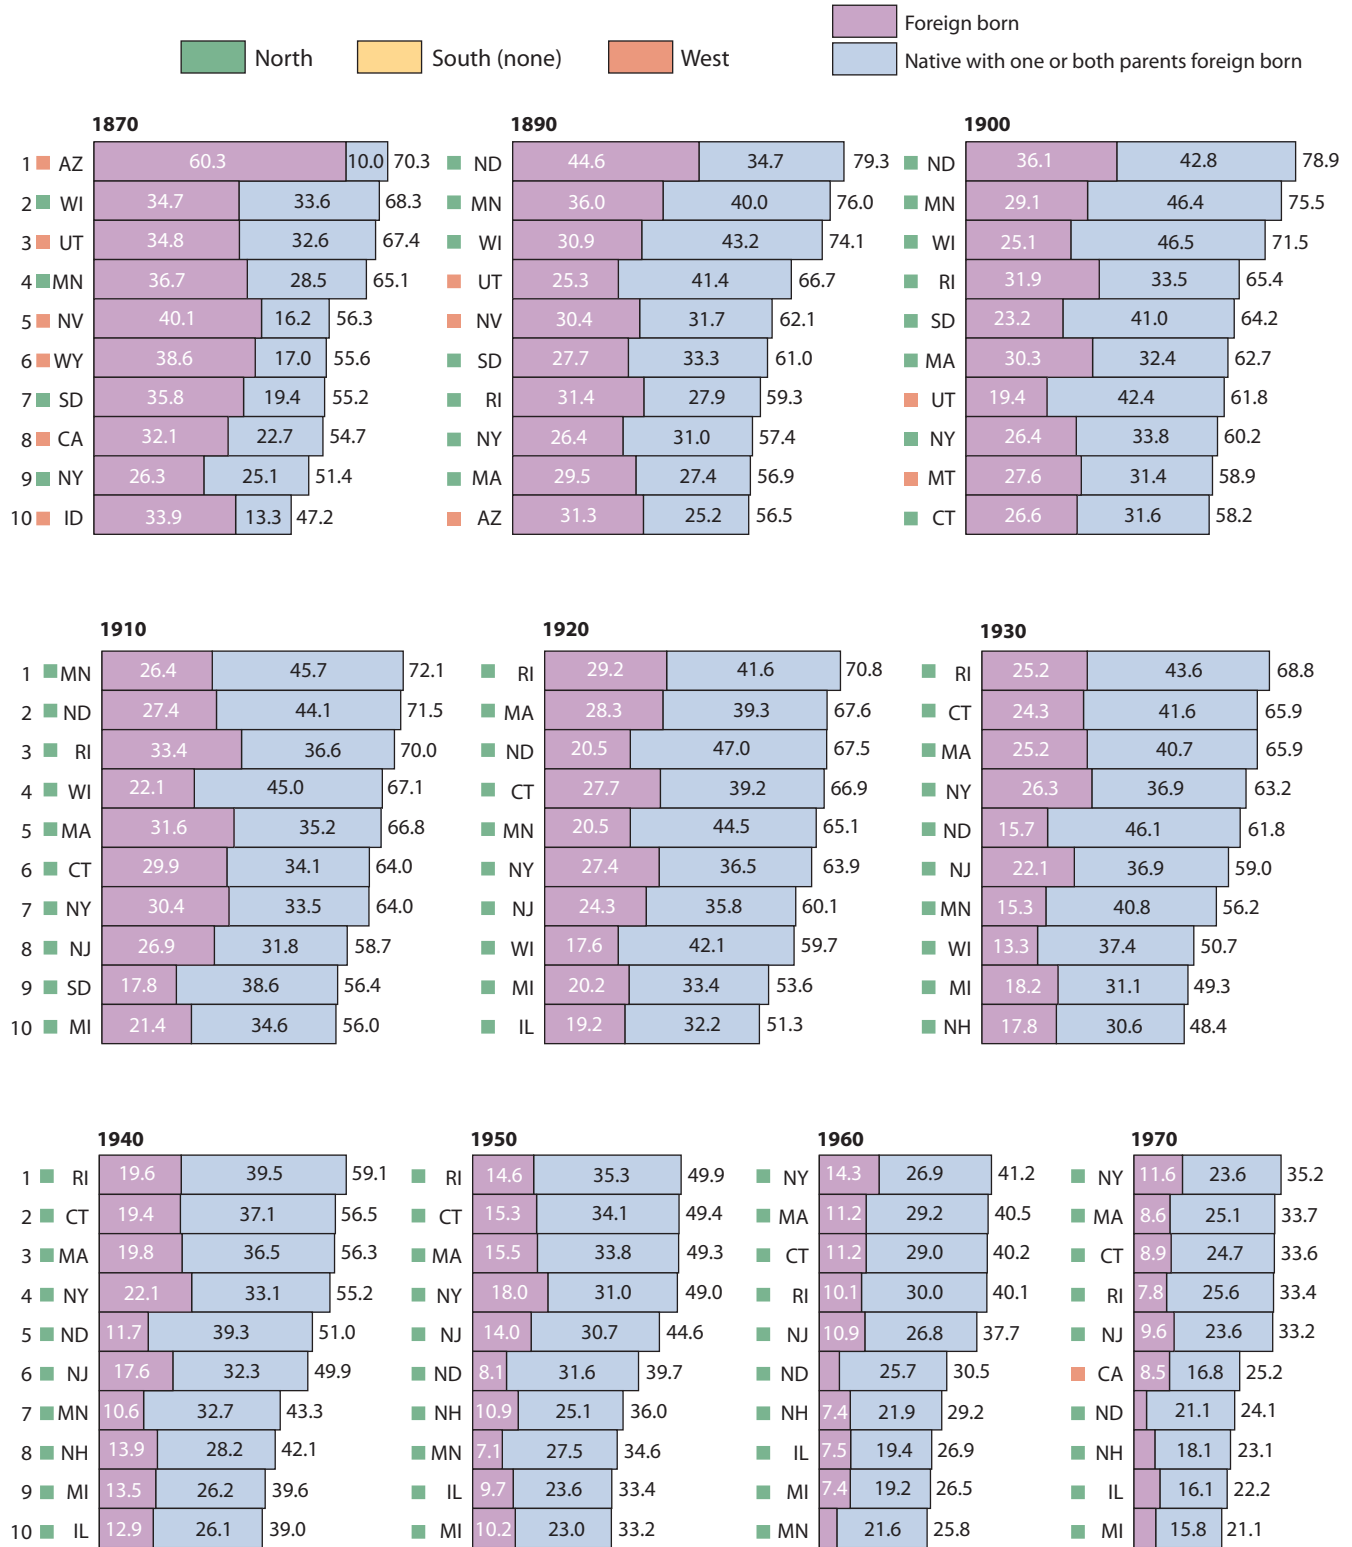 Foreign born
North South (none) West
Native with one or both parents foreign born
1870 1890 1900
1 AZ 60.3 10.0 70.3 ND 44.6 34.7 79.3 ND 36.1 42.8 78.9
2 WI 34.7 33.6 68.3 MN 36.0 40.0 76.0 MN 29.1 46.4 75.5
3 UT 34.8 32.6 67.4 WI 30.9 43.2 74.1 WI 25.1 46.5 71.5
4 MN 36.7 28.5 65.1 UT 25.3 41.4 66.7 RI 31.9 33.5 65.4
5 NV 40.1 16.2 56.3 NV 30.4 31.7 62.1 SD 23.2 41.0 64.2
6 WY 38.6 17.0 55.6 SD 27.7 33.3 61.0 MA 30.3 32.4 62.7
7 SD 35.8 19.4 55.2 RI 31.4 27.9 59.3 UT 19.4 42.4 61.8
8 CA 32.1 22.7 54.7 NY 26.4 31.0 57.4 NY 26.4 33.8 60.2
9 NY 26.3 25.1 51.4 MA 29.5 27.4 56.9 MT 27.6 31.4 58.9
10 ID 33.9 13.3 47.2 AZ 31.3 25.2 56.5 CT 26.6 31.6 58.2
1910 1920 1930
1 MN 26.4 45.7 72.1 RI 29.2 41.6 70.8 RI 25.2 43.6 68.8
2 ND 27.4 44.1 71.5 MA 28.3 39.3 67.6 CT 24.3 41.6 65.9
3 RI 33.4 36.6 70.0 ND 20.5 47.0 67.5 MA 25.2 40.7 65.9
4 WI 22.1 45.0 67.1 CT 27.7 39.2 66.9 NY 26.3 36.9 63.2
5 MA 31.6 35.2 66.8 MN 20.5 44.5 65.1 ND 15.7 46.1 61.8
6 CT 29.9 34.1 64.0 NY 27.4 36.5 63.9 NJ 22.1 36.9 59.0
7 NY 30.4 33.5 64.0 NJ 24.3 35.8 60.1 MN 15.3 40.8 56.2
8 NJ 26.9 31.8 58.7 WI 17.6 42.1 59.7 WI 13.3 37.4 50.7
9 SD 17.8 38.6 56.4 MI 20.2 33.4 53.6 MI 18.2 31.1 49.3
10 MI 21.4 34.6 56.0 IL 19.2 32.2 51.3 NH 17.8 30.6 48.4
1940 1950 1960 1970
1 RI 19.6 39.5 59.1 RI 14.6 35.3 49.9 NY 14.3 26.9 41.2 NY 11.6 23.6 35.2
2 CT 19.4 37.1 56.5 CT 15.3 34.1 49.4 MA 11.2 29.2 40.5 MA 8.6 25.1 33.7
3 MA 19.8 36.5 56.3 MA 15.5 33.8 49.3 CT 11.2 29.0 40.2 CT 8.9 24.7 33.6
4 NY 22.1 33.1 55.2 NY 18.0 31.0 49.0 RI 10.1 30.0 40.1 RI 7.8 25.6 33.4
5 ND 11.7 39.3 51.0 NJ 14.0 30.7 44.6 NJ 10.9 26.8 37.7 NJ 9.6 23.6 33.2
6 NJ 17.6 32.3 49.9 ND 8.1 31.6 39.7 ND 25.7 30.5 CA 8.5 16.8 25.2
7 MN 10.6 32.7 43.3 NH 10.9 25.1 36.0 NH 7.4 21.9 29.2 ND 21.1 24.1
8 NH 13.9 28.2 42.1 MN 7.1 27.5 34.6 IL 7.5 19.4 26.9 NH 18.1 23.1
9 MI 13.5 26.2 39.6 IL 9.7 23.6 33.4 MI 7.4 19.2 26.5 IL 16.1 22.2
10 IL 12.9 26.1 39.0 MI 10.2 23.0 33.2 MN 21.6 25.8 MI 15.8 21.1